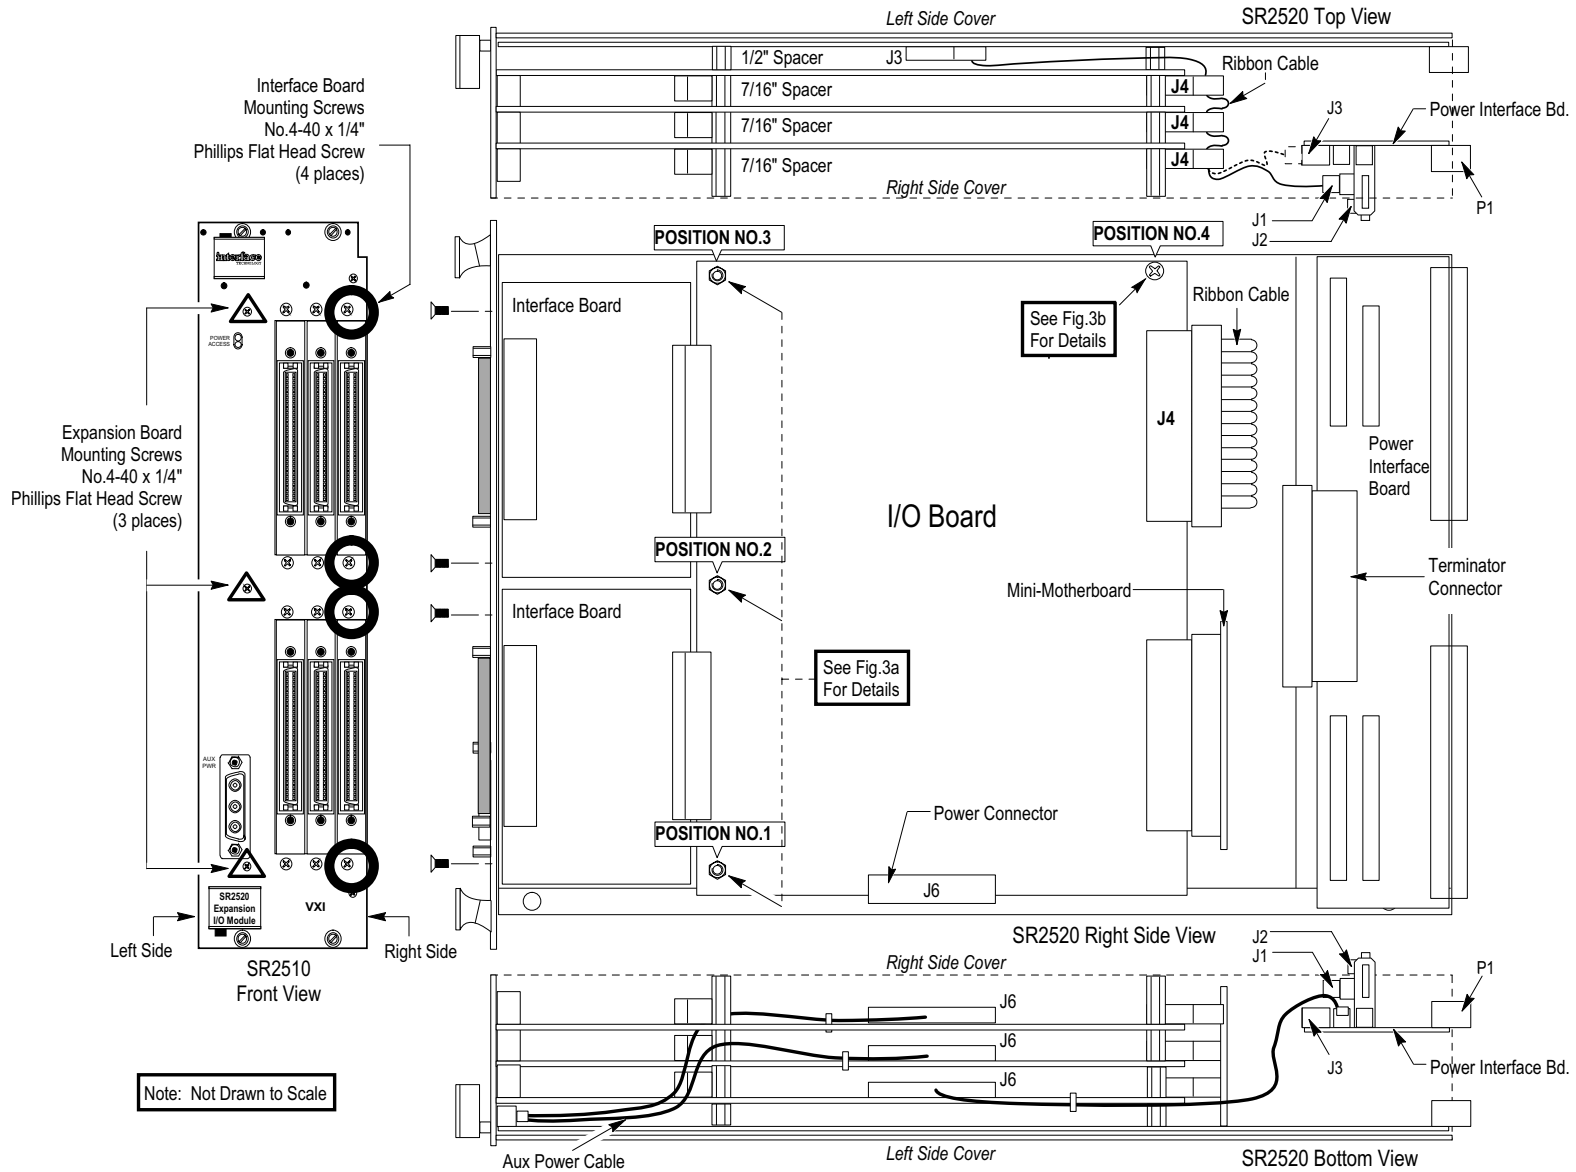 Left Side Cover
SR2520 Top View
1/2" Spacer
J3
Ribbon Cable
7/16" Spacer
J4
7/16" Spacer
J4
7/16" Spacer
J4
J3
Power Interface Bd.
Right Side Cover
J1
J2
P1
Interface Board
Mounting Screws
No.4-40 x 1/4"
Phillips Flat Head Screw
(4 places)
interface
TECHNOLOGY
POWER
ACCESS
Expansion Board
Mounting Screws
No.4-40 x 1/4"
Phillips Flat Head Screw
(3 places)
AUX
PWR
SR2520
Expansion
I/O Module
VXI
Left Side
Right Side
SR2510
Front View
POSITION NO.3
POSITION NO.4
Interface Board
See Fig.3b
For Details
Ribbon Cable
J4
Power
Interface
Board
I/O Board
POSITION NO.2
Terminator
Connector
Interface Board
Mini-Motherboard
See Fig.3a
For Details
Power Connector
POSITION NO.1
J6
SR2520 Right Side View
Right Side Cover
J2
J1
P1
J6
J6
J6
J3
Power Interface Bd.
Note: Not Drawn to Scale
Aux Power Cable
Left Side Cover
SR2520 Bottom View